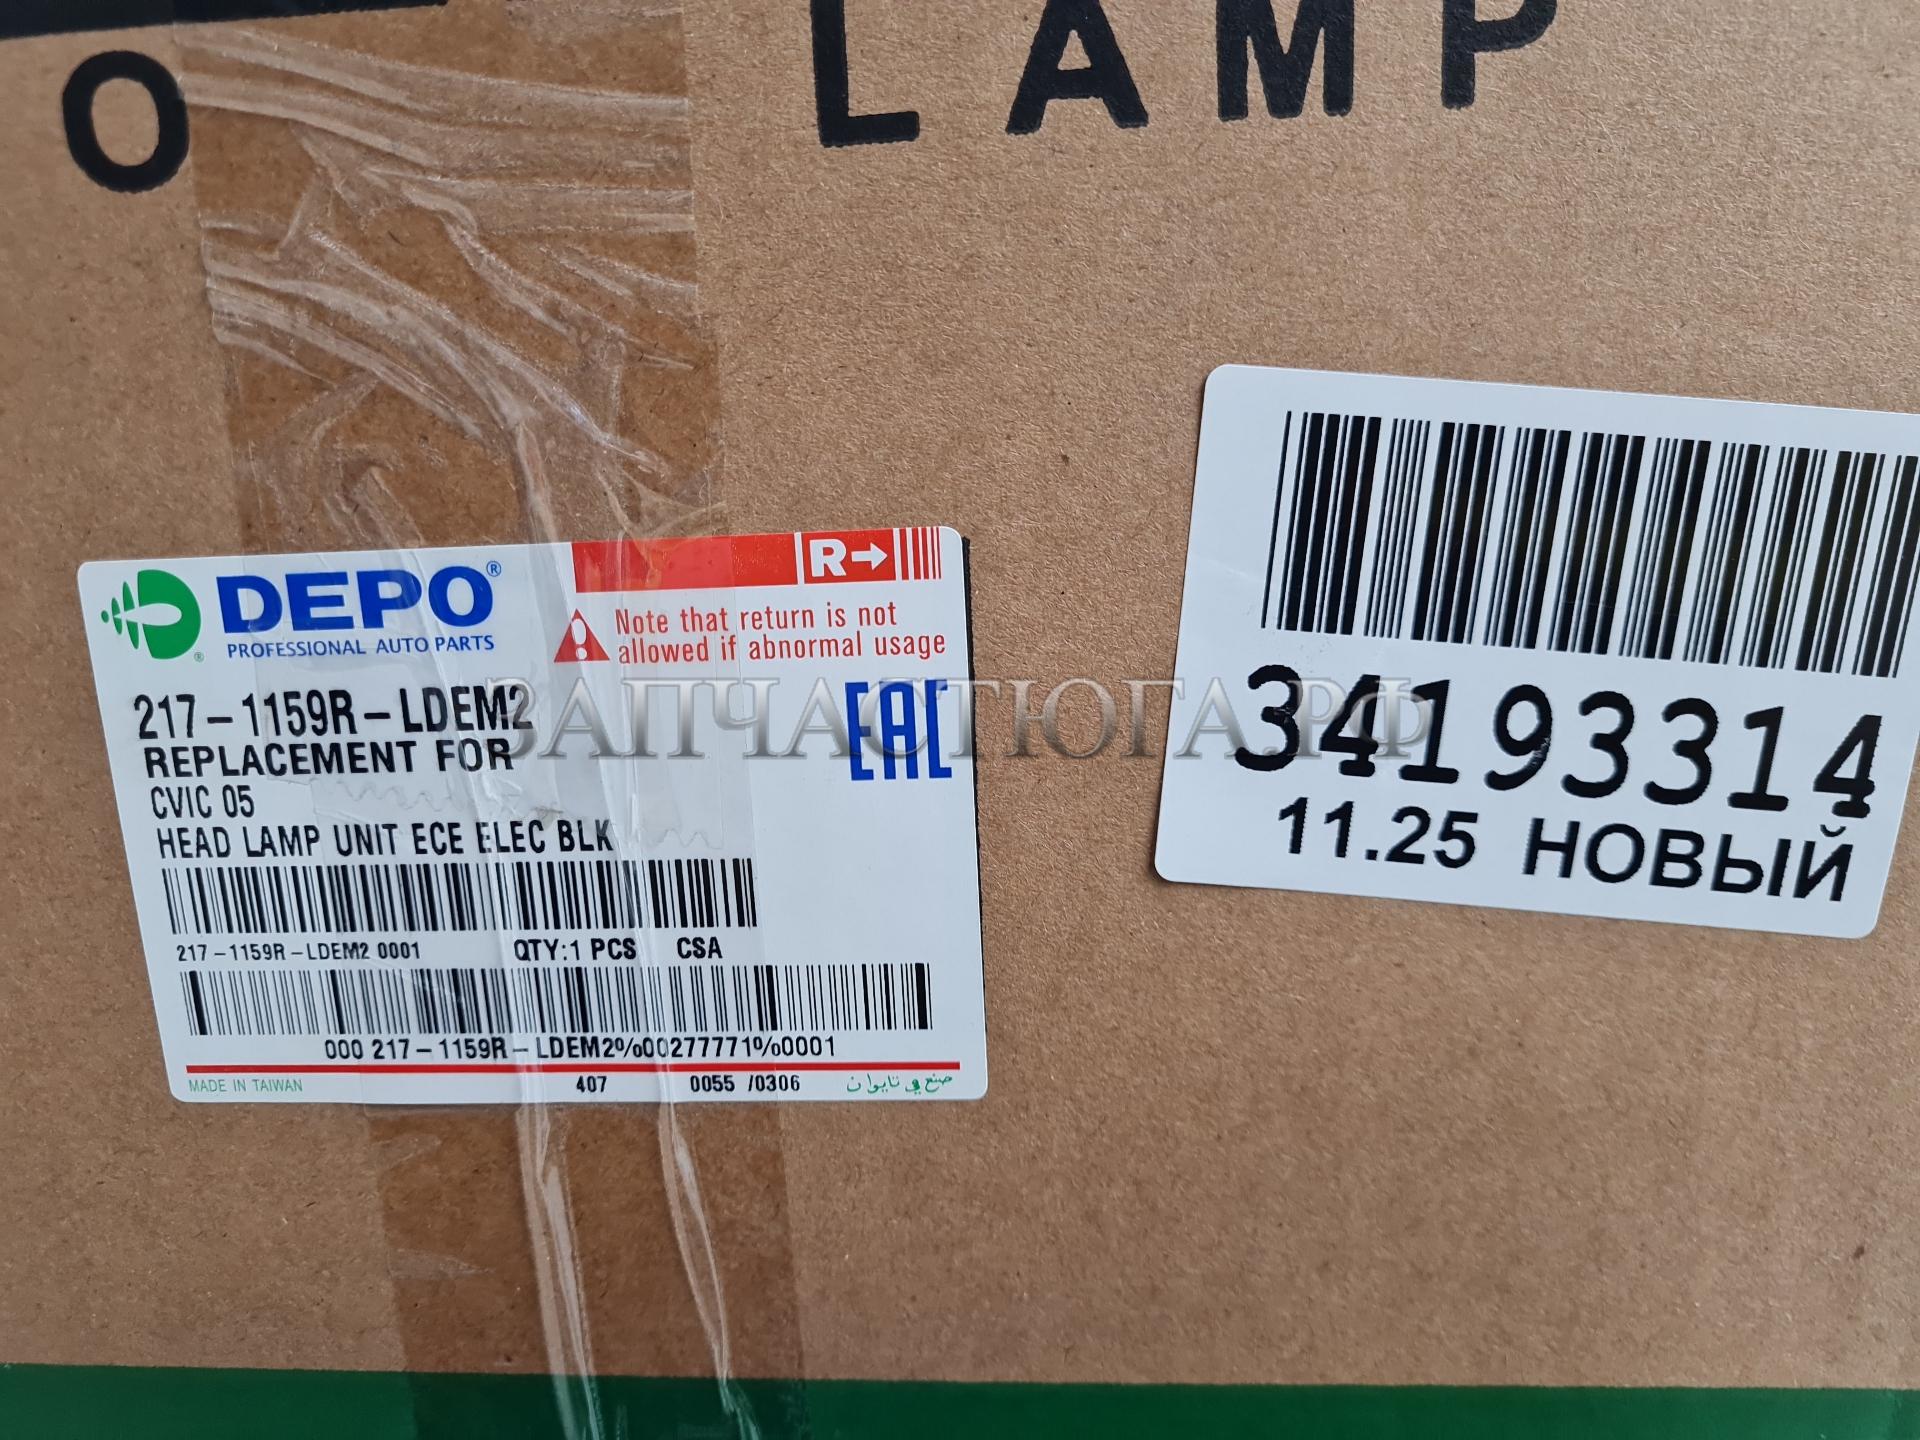 O LAMP
DEPO®
PROFESSIONAL AUTO PARTS
®
R→
Note that return is not
allowed if abnormal usage
217-1159R-LDEM2
REPLACEMENT FOR
CVIC 05
HEAD LAMP UNIT ECE ELEC BLK
EAC
217-1159R-LDEM2 0001 QTY:1 PCS CSA
000 217-1159R-LDEM2%00277771%0001
MADE IN TAIWAN 407 0055 /0306 صنع في تايوان
34193314
11.25 НОВЫЙ
ЗАПЧАСТЮГА.РФ